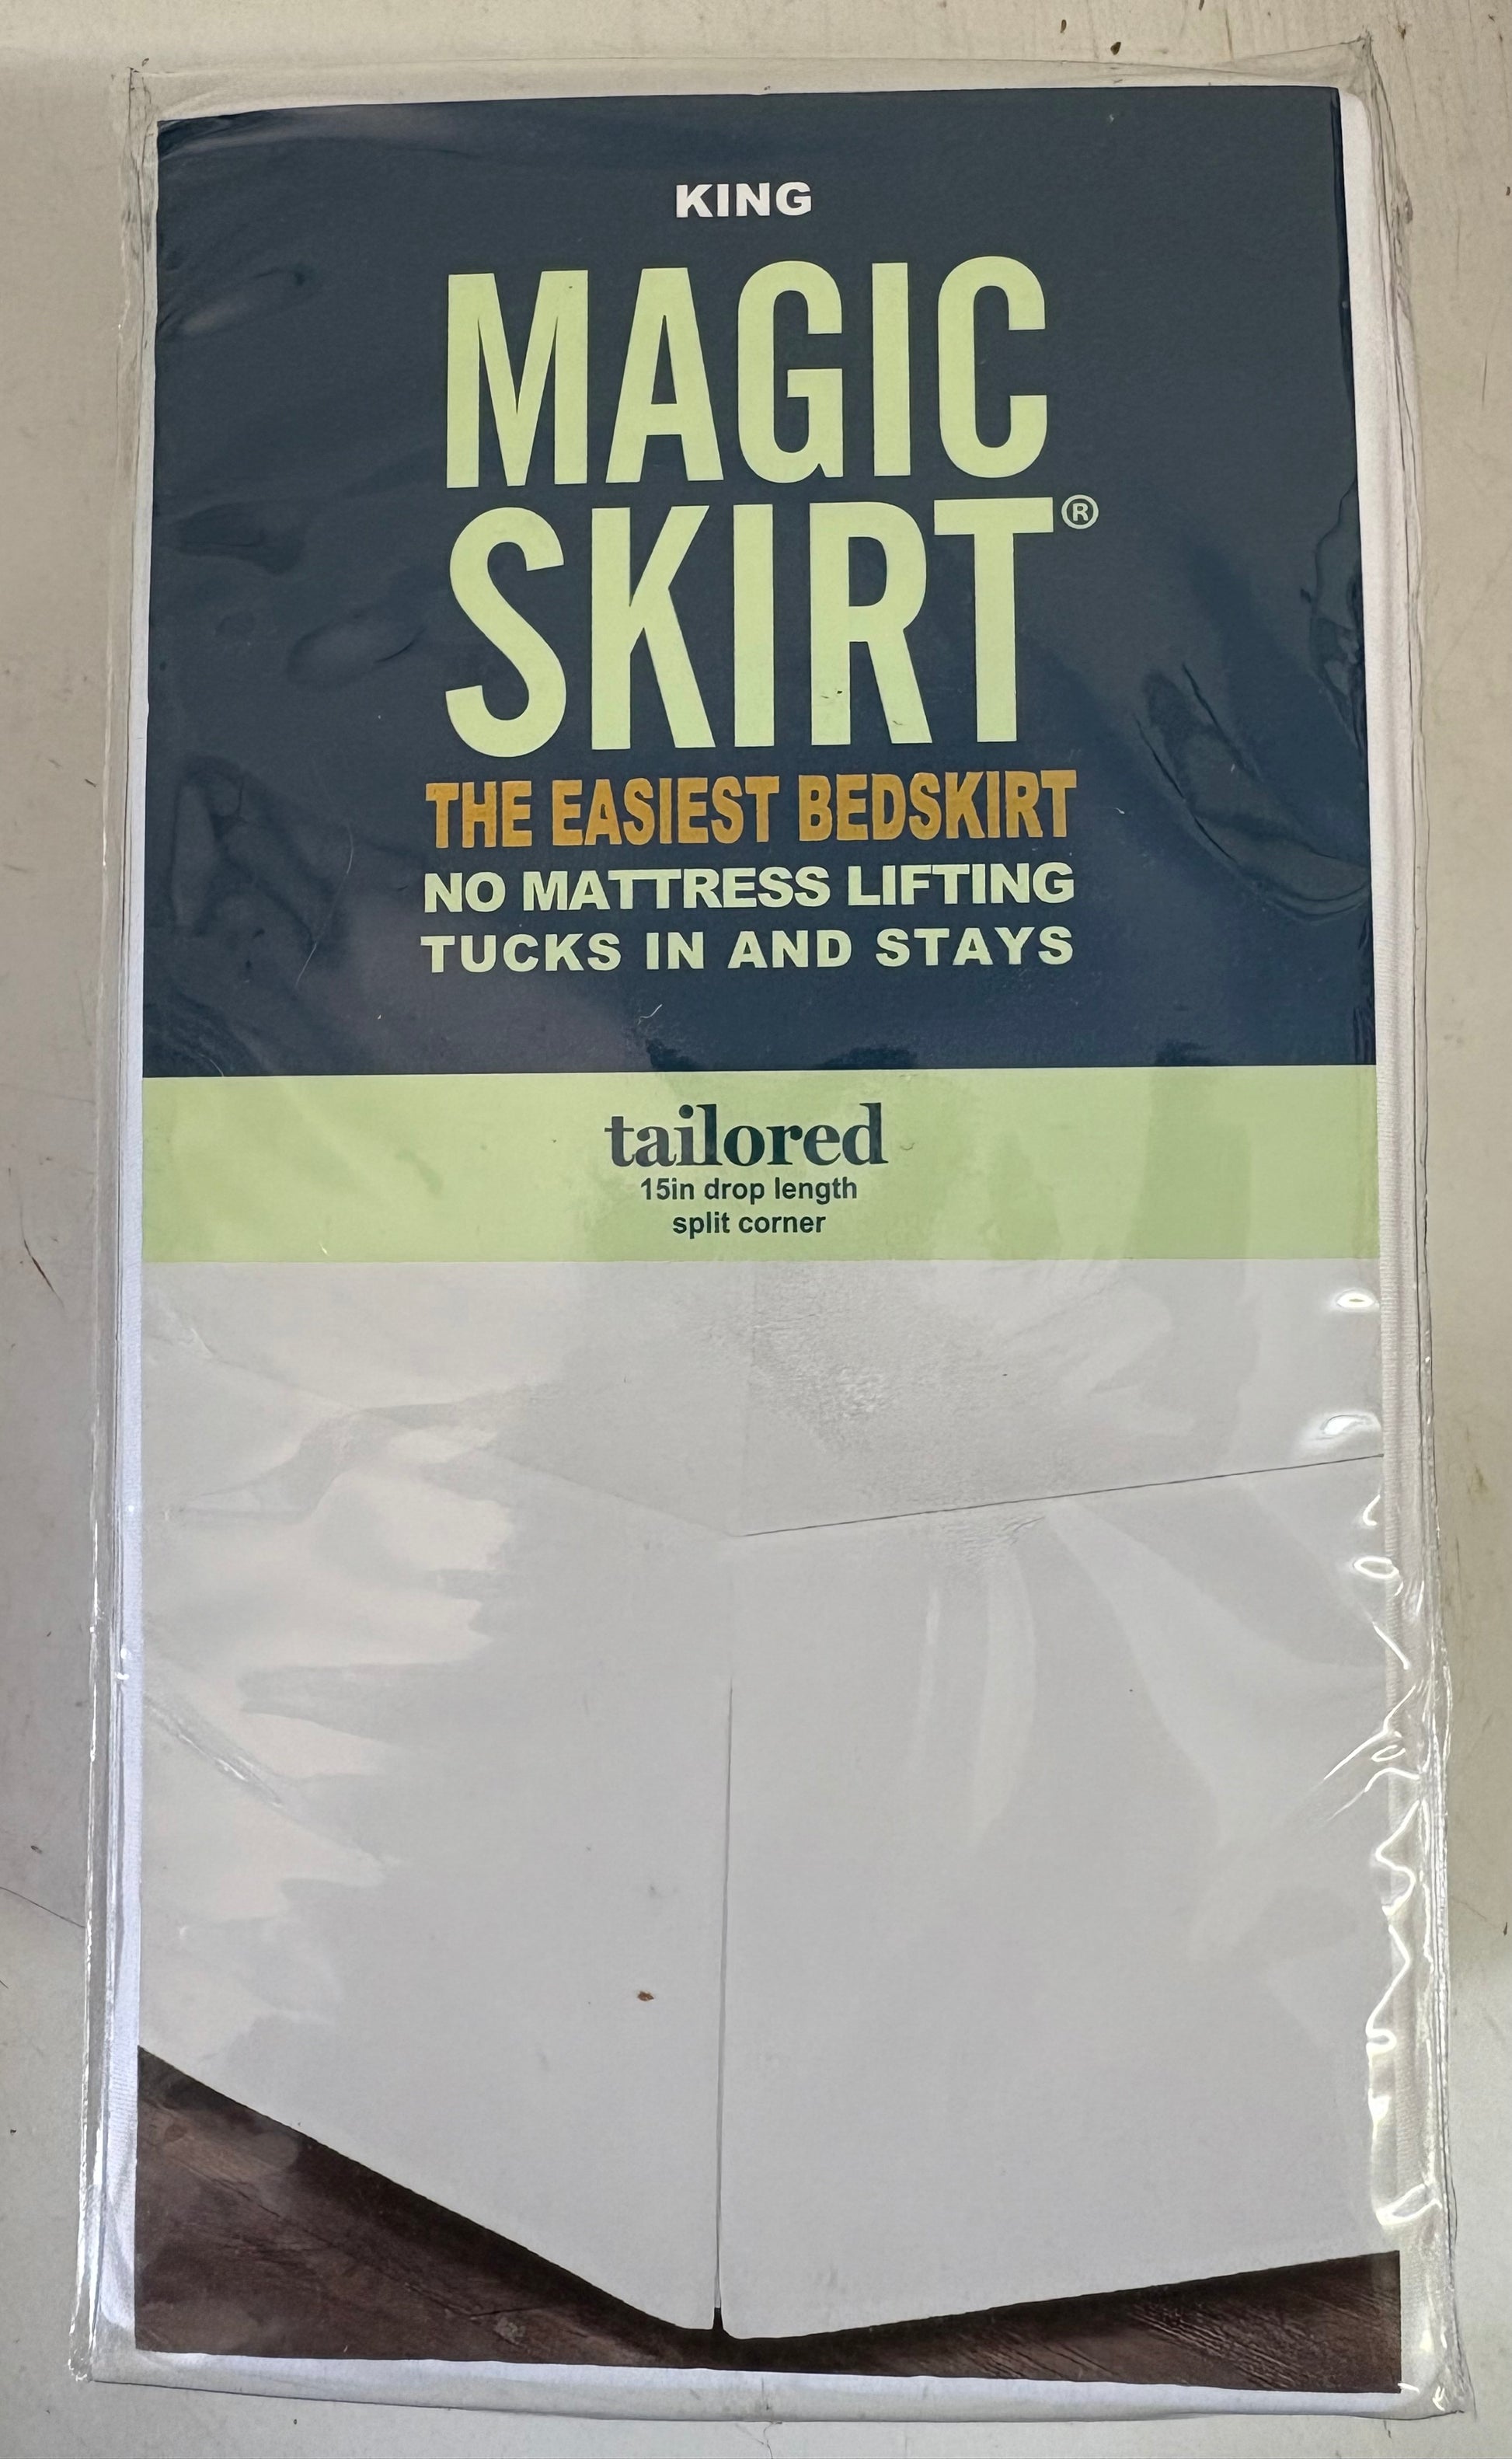 KING
MAGIC
SKIRT®
THE EASIEST BEDSKIRT
NO MATTRESS LIFTING
TUCKS IN AND STAYS
tailored
15in drop length
split corner